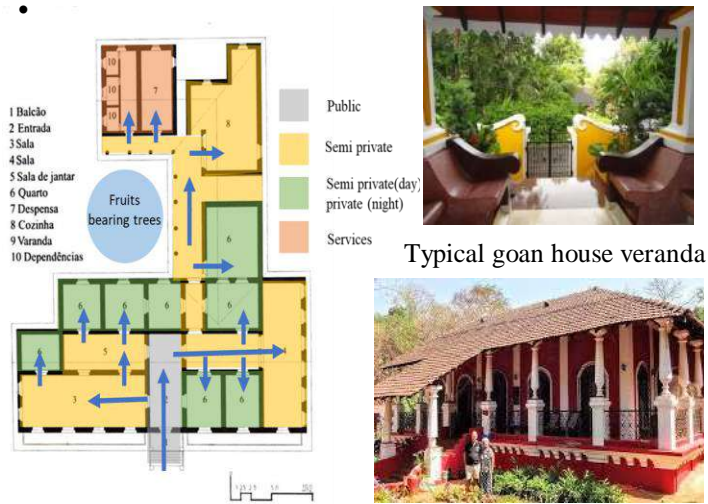 1 Balcão
2 Entrada
3 Sala
4 Sala
5 Sala de jantar
6 Quarto
7 Despensa
8 Cozinha
9 Varanda
10 Dependências
10
10
10
7
8
Fruits
bearing trees
6
6
6
6
6
6
5
4
3
2
6
6
Public
Semi private
Semi private(day)
private (night)
Services
Typical goan house veranda